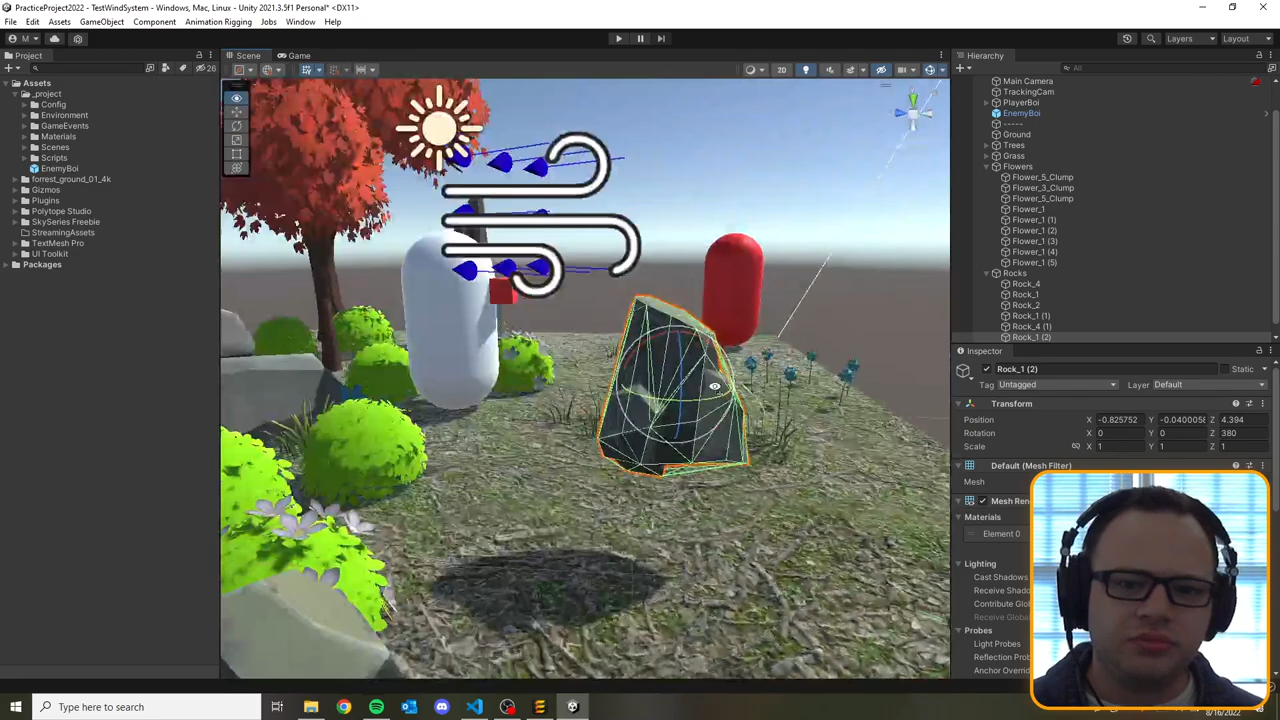 PracticeProject2022 - TestWindSystem - Windows, Mac, Linux - Unity 2021.3.5f1 Personal* <DX11>
File Edit Assets GameObject Component Animation Rigging Jobs Window Help
M Layers Layout
Project Scene Game Hierarchy
26 2D All
Assets
_project
Config
Environment
GameEvents
Materials
Scenes
Scripts
EnemyBoi
forrest_ground_01_4k
Gizmos
Plugins
Polytope Studio
SkySeries Freebie
StreamingAssets
TextMesh Pro
UI Toolkit
Packages
Main Camera
TrackingCam
PlayerBoi
EnemyBoi
-----
Ground
Trees
Grass
Flowers
Flower_5_Clump
Flower_3_Clump
Flower_5_Clump
Flower_1
Flower_1 (1)
Flower_1 (2)
Flower_1 (3)
Flower_1 (4)
Flower_1 (5)
Rocks
Rock_4
Rock_1
Rock_2
Rock_1 (1)
Rock_4 (1)
Rock_1 (2)
Inspector
Rock_1 (2) Static
Tag Untagged Layer Default
Transform
Position X -0.825752 Y -0.0400058 Z 4.394
Rotation X 0 Y 0 Z 380
Scale X 1 Y 1 Z 1
Default (Mesh Filter)
Mesh
Mesh Ren
Materials
Element 0
Lighting
Cast Shadows
Receive Shado
Contribute Glo
Receive Global
Probes
Light Probes
Reflection Prob
Anchor Overrid
Type here to search
8/16/2022